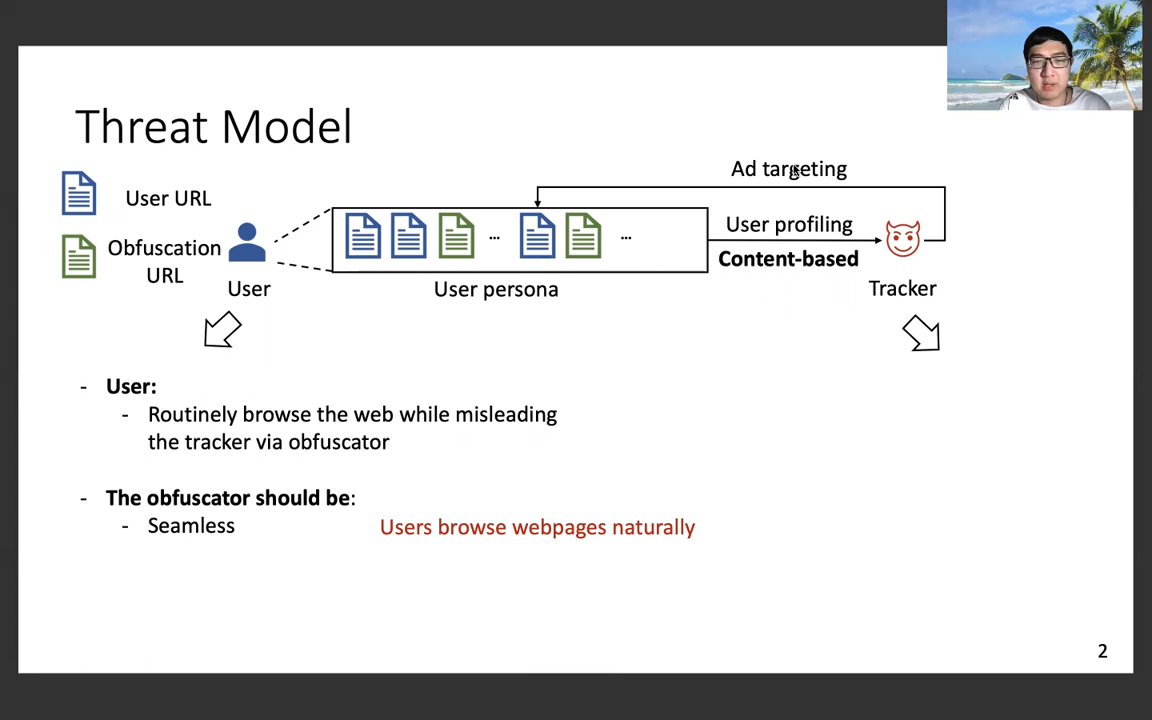 Threat Model
Ad targeting
User URL
User profiling
Obfuscation
URL
...
...
Content-based
User
User persona
Tracker
- User:
- Routinely browse the web while misleading
the tracker via obfuscator
- The obfuscator should be:
- Seamless
Users browse webpages naturally
2